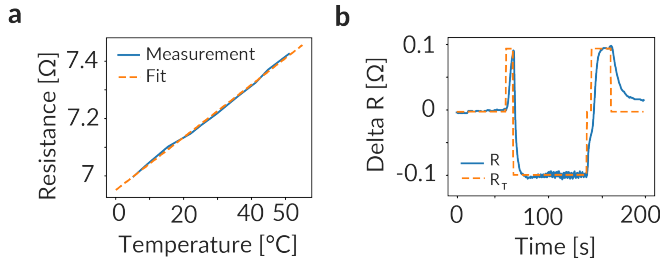 a
Resistance [Ω]
7.4
7.2
7
Measurement
Fit
0
20
40
50
Temperature [°C]
b
Delta R [Ω]
0.1
0
-0.1
R
R_T
0
100
200
Time [s]